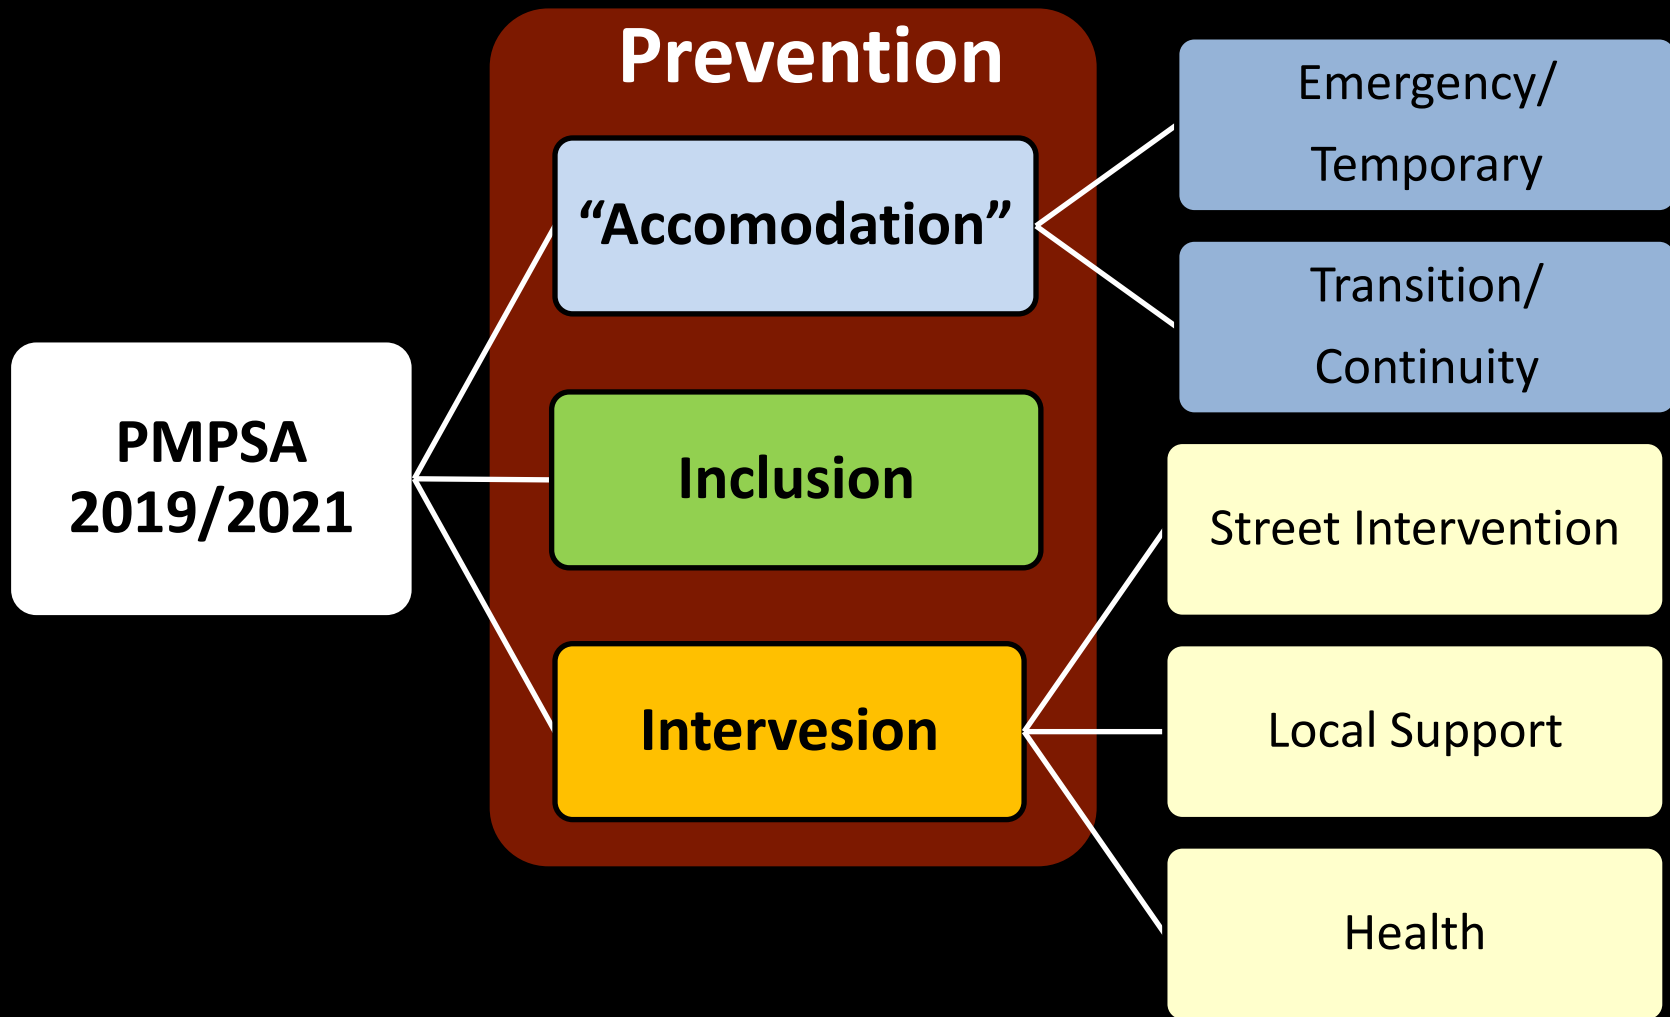 Prevention
Emergency/
Temporary
“Accomodation”
Transition/
Continuity
PMPSA
2019/2021
Inclusion
Street Intervention
Intervesion
Local Support
Health